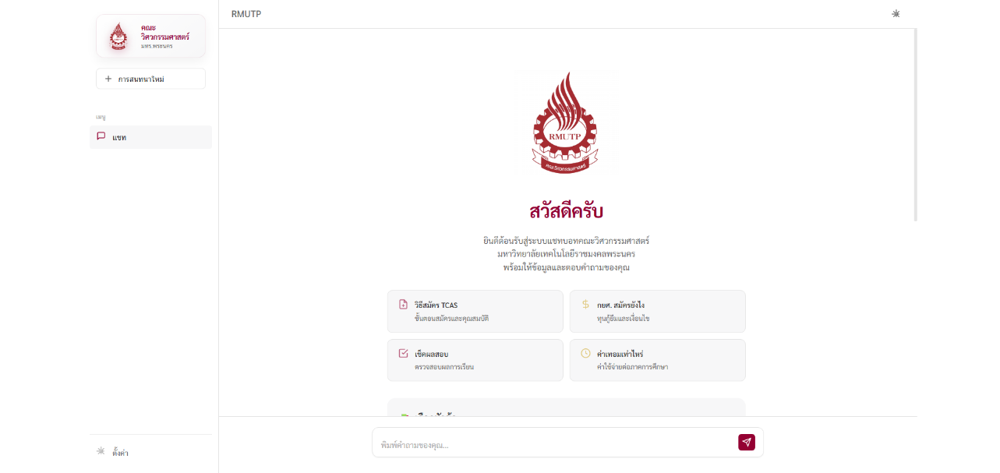 คณะ
วิศวกรรมศาสตร์
มทร.พระนคร
การสนทนาใหม่
เมนู
แชท
ตั้งค่า
RMUTP
RMUTP
คณะวิศวกรรมศาสตร์
สวัสดีครับ
ยินดีต้อนรับสู่ระบบแชทบอทคณะวิศวกรรมศาสตร์
มหาวิทยาลัยเทคโนโลยีราชมงคลพระนคร
พร้อมให้ข้อมูลและตอบคำถามของคุณ
วิธีสมัคร TCAS
ขั้นตอนสมัครและคุณสมบัติ
กยศ. สมัครยังไง
ทุนกู้ยืมและเงื่อนไข
เช็คผลสอบ
ตรวจสอบผลการเรียน
ค่าเทอมเท่าไหร่
ค่าใช้จ่ายต่อภาคการศึกษา
พิมพ์คำถามของคุณ...